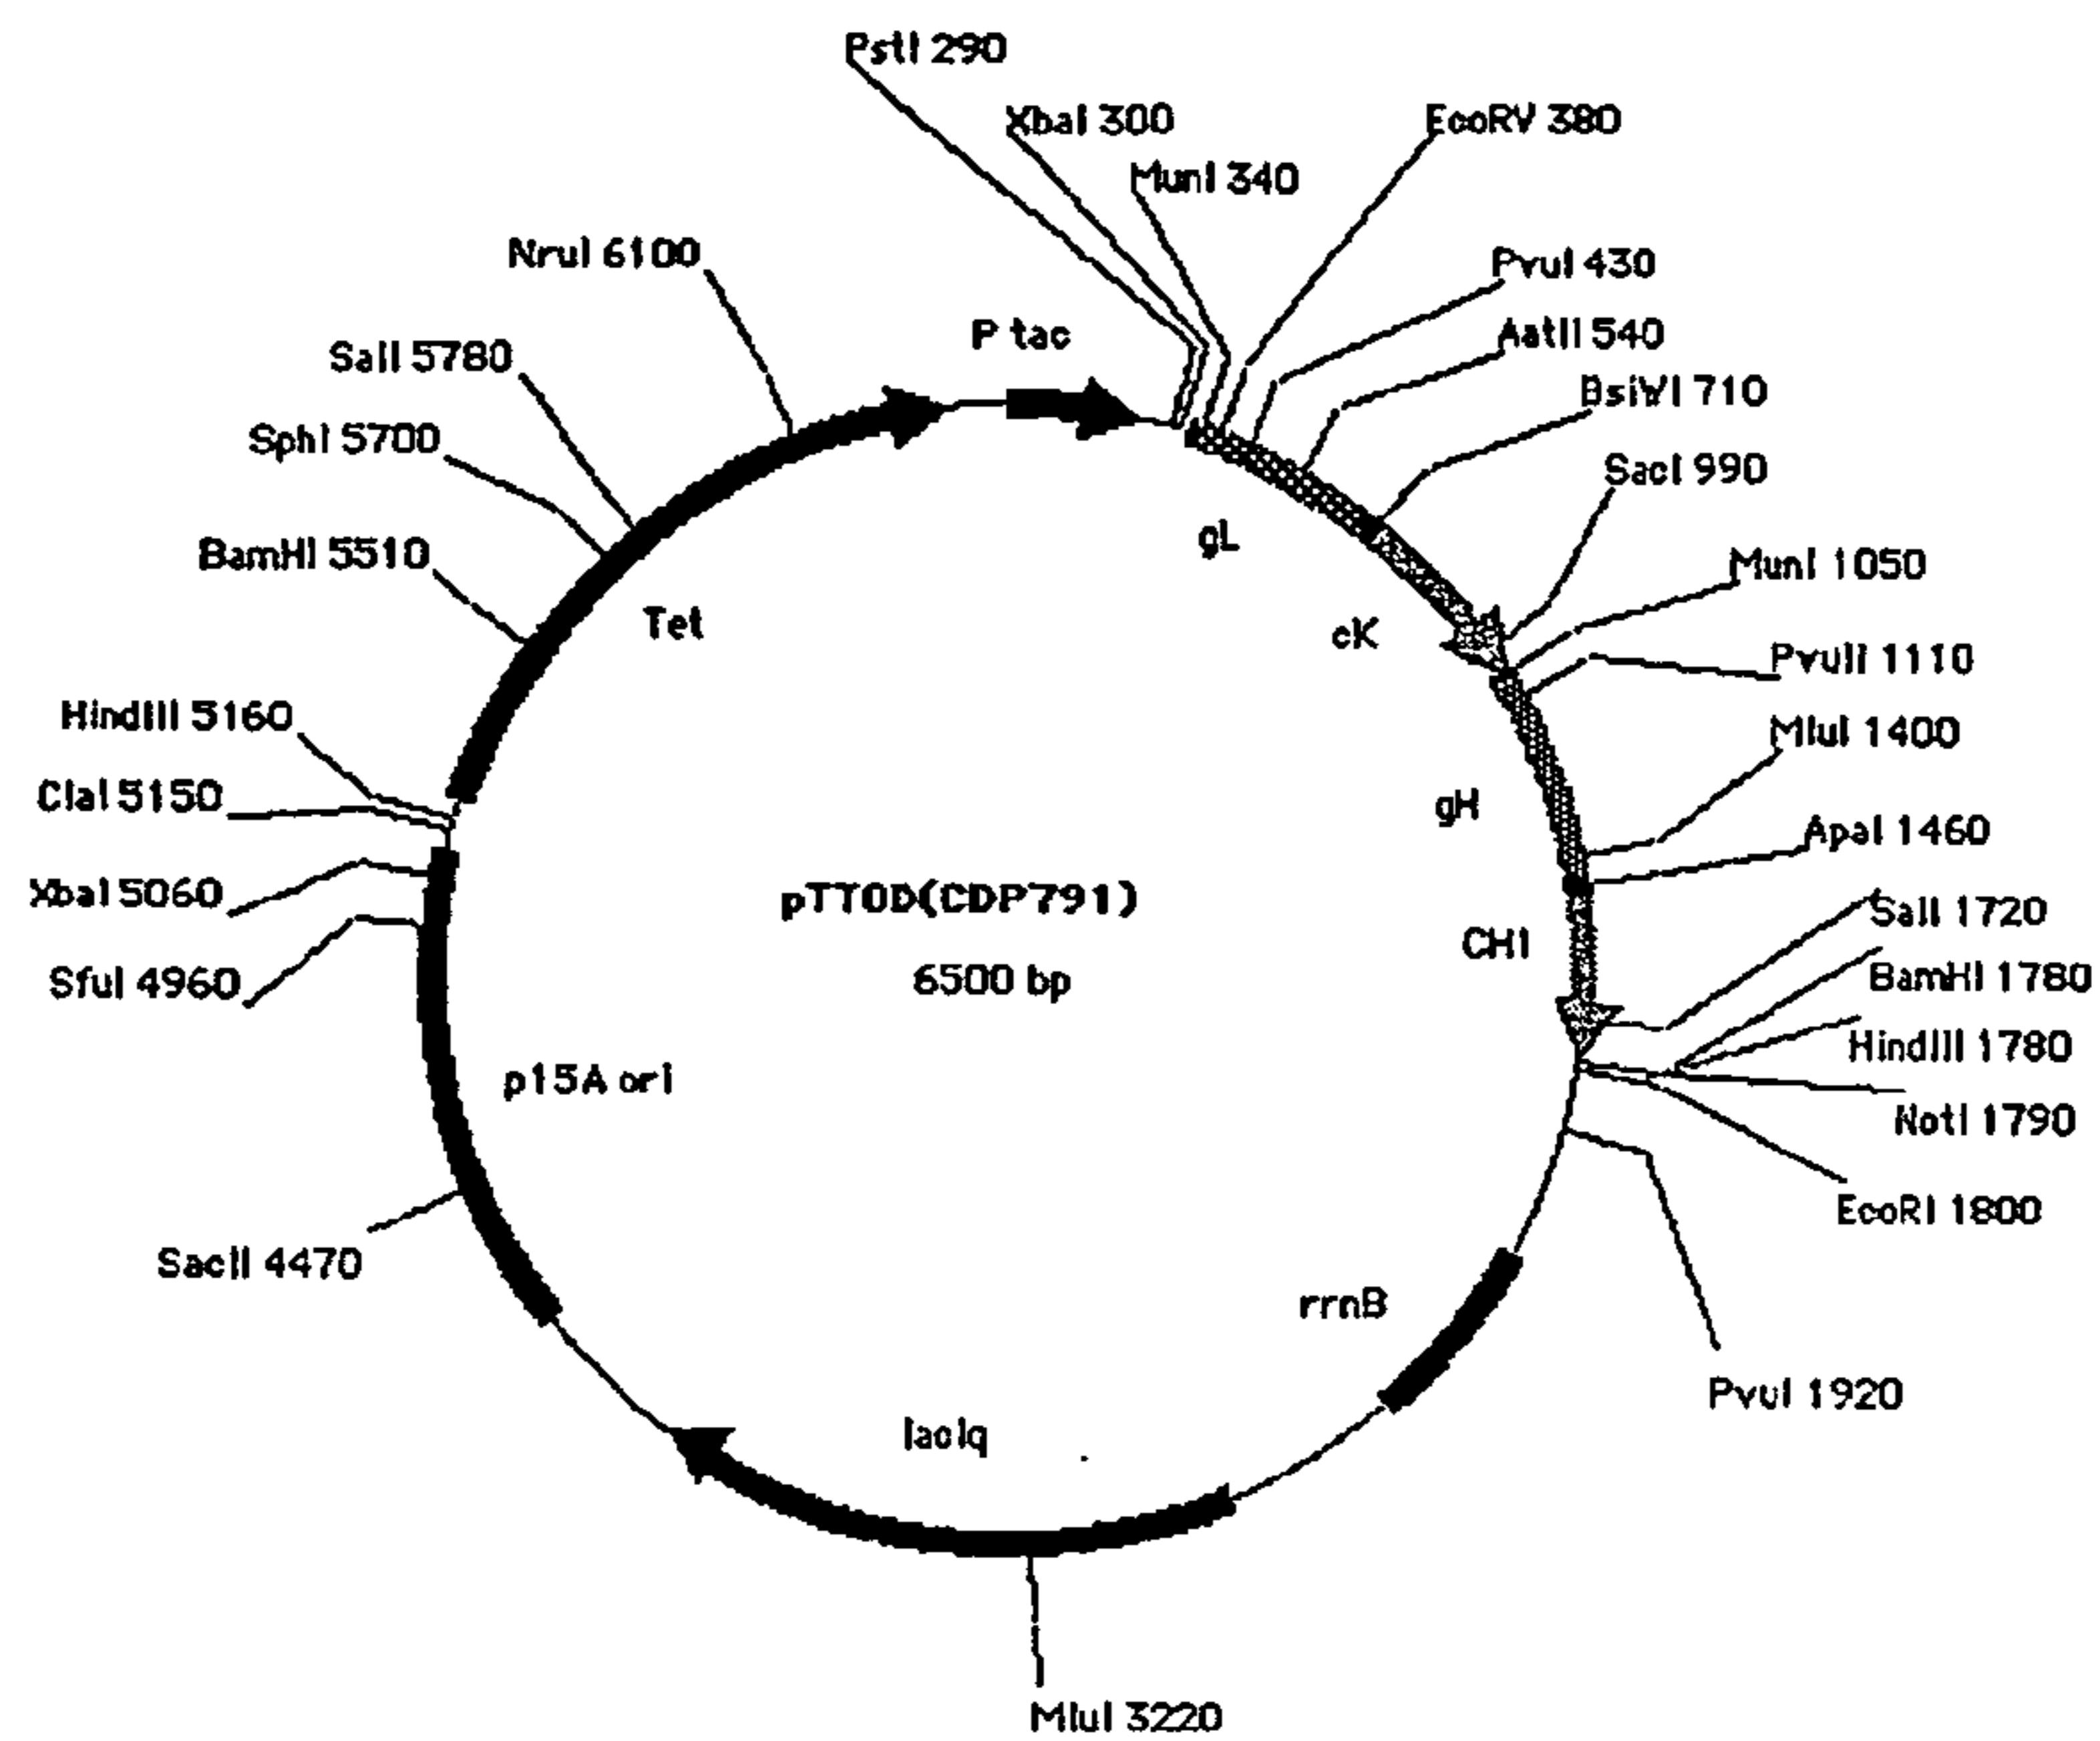 PstI 290
XbaI 300
MunI 340
EcoRV 380
NruI 6100
PvuI 430
P tac
AatII 540
SalI 5780
BsiWI 710
SphI 5700
SacI 990
gL
BamHI 5510
MunI 1050
Tet
cK
PvuII 1110
HindIII 5160
MluI 1400
ClaI 5150
gH
ApaI 1460
XbaI 5060
pTTOD(CDP791)
SalI 1720
CH1
SfuI 4960
6500 bp
BamHI 1780
HindIII 1780
p15A ori
NotI 1790
EcoRI 1800
SacII 4470
rrnB
PvuI 1920
lacIq
MluI 3220